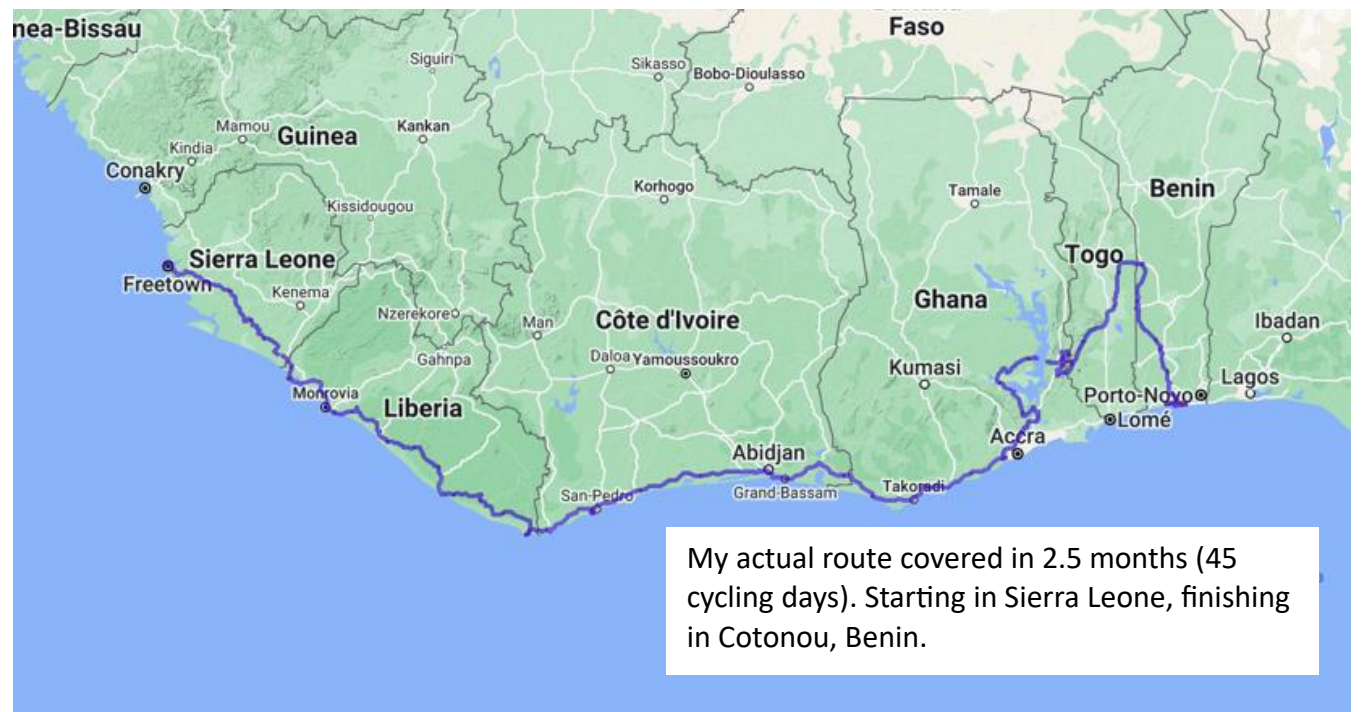 nea-Bissau
Faso
Siguiri
Sikasso
Bobo-Dioulasso
Mamou
Guinea
Kankan
Kindia
Conakry
Korhogo
Tamale
Benin
Kissidougou
Sierra Leone
Togo
Freetown
Kenema
Ghana
Nzerekore
Man
Côte d'Ivoire
Ibadan
Gahnpa
Daloa
Yamoussoukro
Kumasi
Lagos
Monrovia
Liberia
Porto-Novo
Lomé
Accra
Abidjan
San-Pedro
Grand-Bassam
Takoradi
My actual route covered in 2.5 months (45
cycling days). Starting in Sierra Leone, finishing
in Cotonou, Benin.